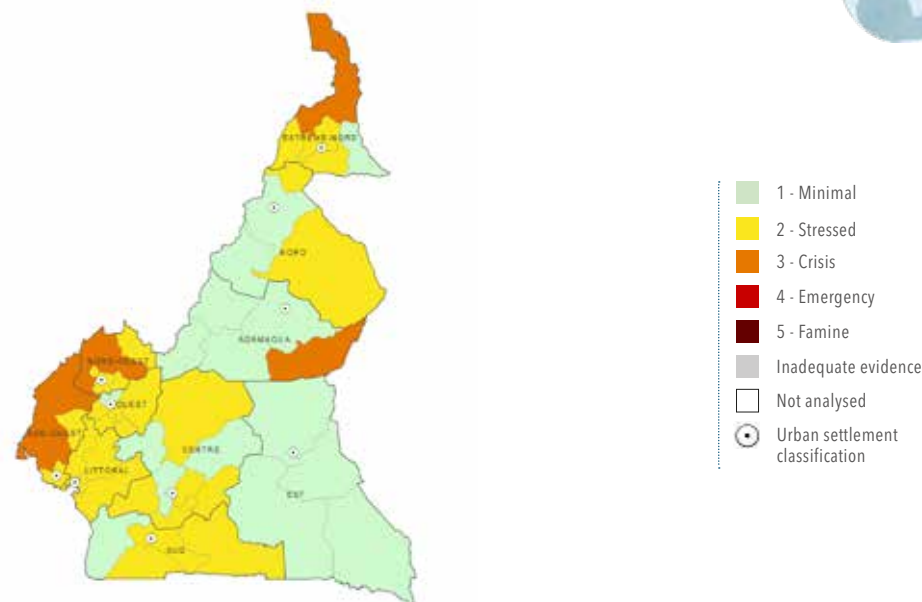 EXTREME-NORD
NORD
ADAMAOUA
NORD-OUEST
OUEST
SUD-OUEST
CENTRE
LITTORAL
EST
SUD
1 - Minimal
2 - Stressed
3 - Crisis
4 - Emergency
5 - Famine
Inadequate evidence
Not analysed
Urban settlement
classification